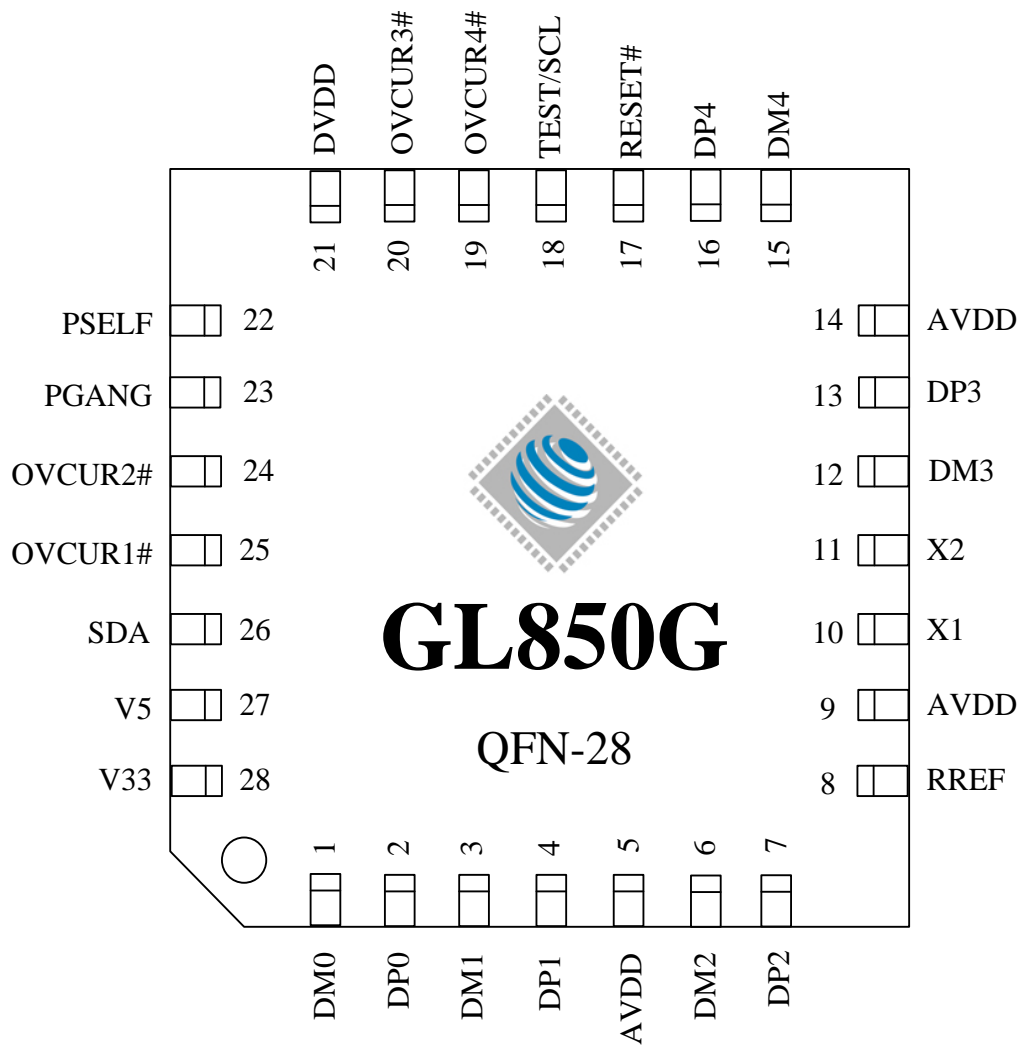 DVDD
OVCUR3#
OVCUR4#
TEST/SCL
RESET#
DP4
DM4
21
20
19
18
17
16
15
PSELF 22
14 AVDD
PGANG 23
13 DP3
OVCUR2# 24
12 DM3
OVCUR1# 25
11 X2
SDA 26
10 X1
V5 27
9 AVDD
V33 28
8 RREF
GL850G
QFN-28
1
2
3
4
5
6
7
DM0
DP0
DM1
DP1
AVDD
DM2
DP2